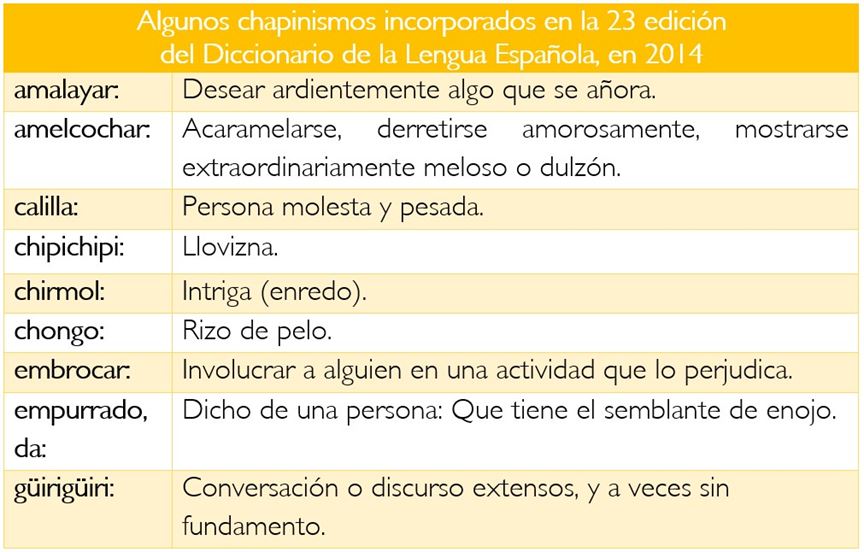 Algunos chapinismos incorporados en la 23 edición
del Diccionario de la Lengua Española, en 2014
amalayar: Desear ardientemente algo que se añora.
amelcochar: Acaramelarse, derretirse amorosamente, mostrarse
extraordinariamente meloso o dulzón.
calilla: Persona molesta y pesada.
chipichipi: Llovizna.
chirmol: Intriga (enredo).
chongo: Rizo de pelo.
embrocar: Involucrar a alguien en una actividad que lo perjudica.
empurrado, Dicho de una persona: Que tiene el semblante de enojo.
da:
güirigüiri: Conversación o discurso extensos, y a veces sin
fundamento.